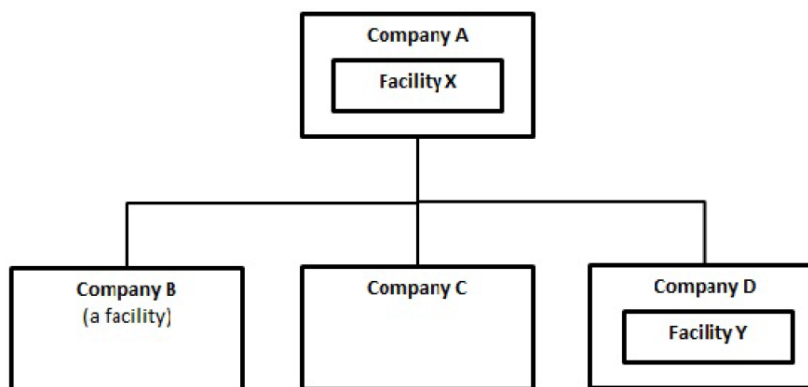 Company A
Facility X
Company B
(a facility)
Company C
Company D
Facility Y